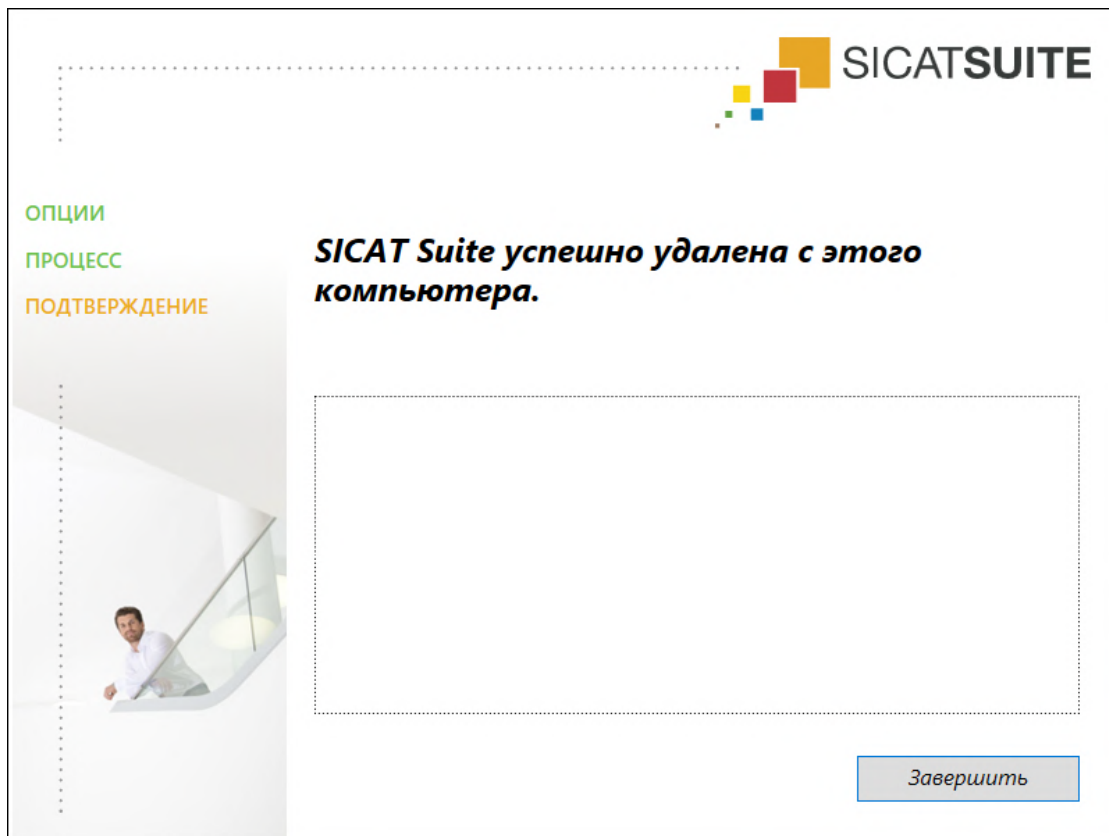 SICATSUITE
ОПЦИИ
ПРОЦЕСС
ПОДТВЕРЖДЕНИЕ
SICAT Suite успешно удалена с этого
компьютера.
Завершить